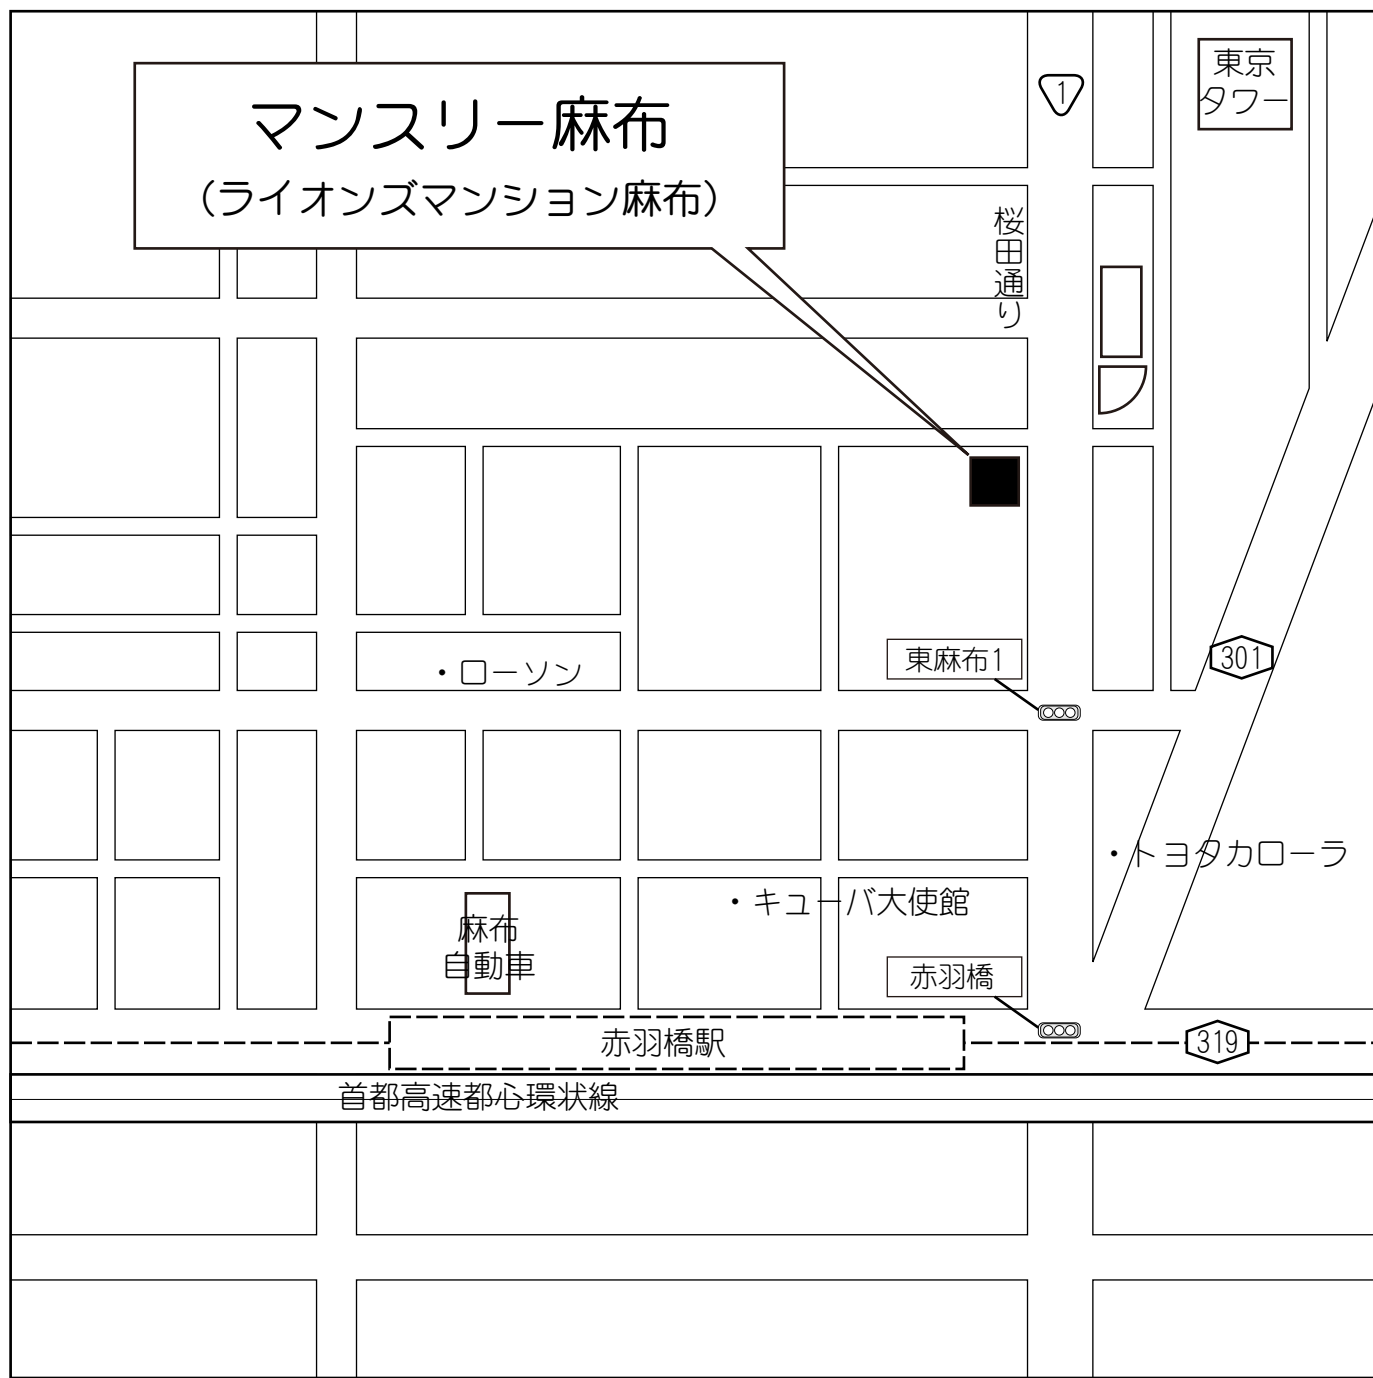 マンスリー麻布
（ライオンズマンション麻布）
1
東京
タワー
桜田通り
301
東麻布1
・ローソン
・トヨタカローラ
・キューバ大使館
麻布
自動車
赤羽橋
赤羽橋駅
319
首都高速都心環状線